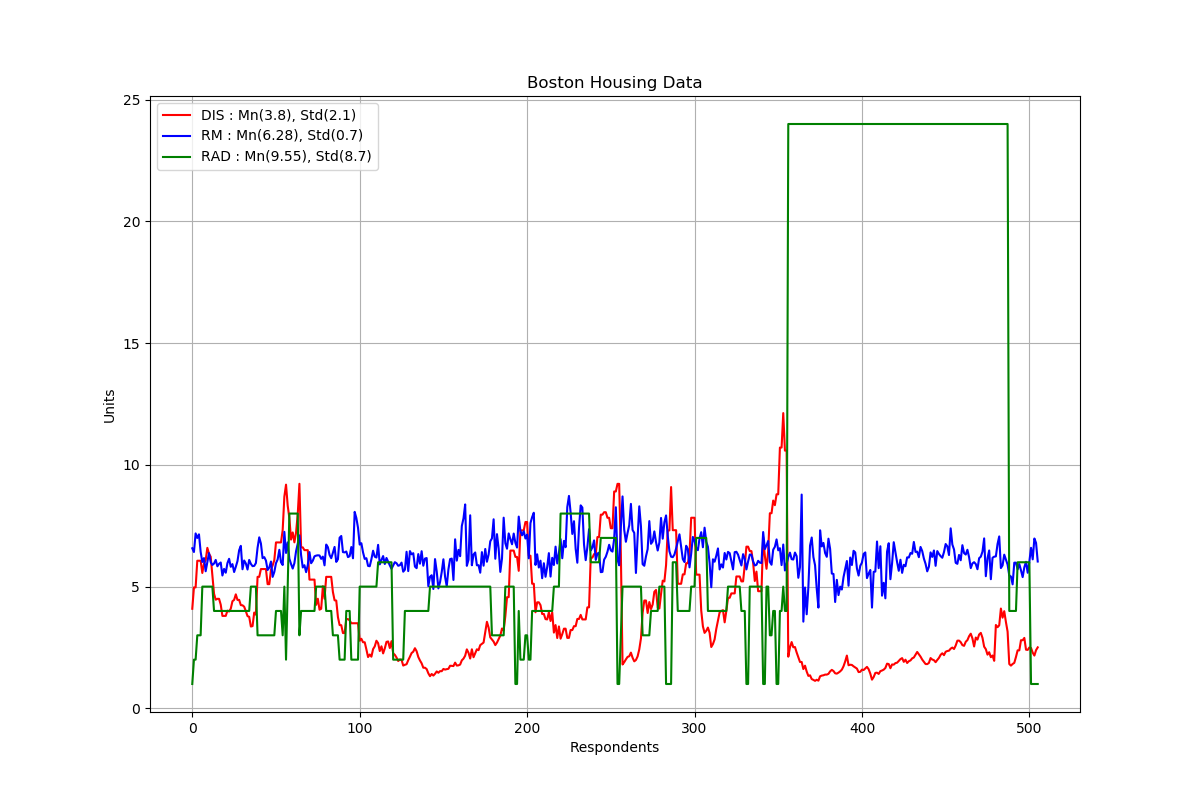 Boston Housing Data
DIS : Mn(3.8), Std(2.1)
RM : Mn(6.28), Std(0.7)
RAD : Mn(9.55), Std(8.7)
25
20
15
10
5
0
Units
0 100 200 300 400 500
Respondents